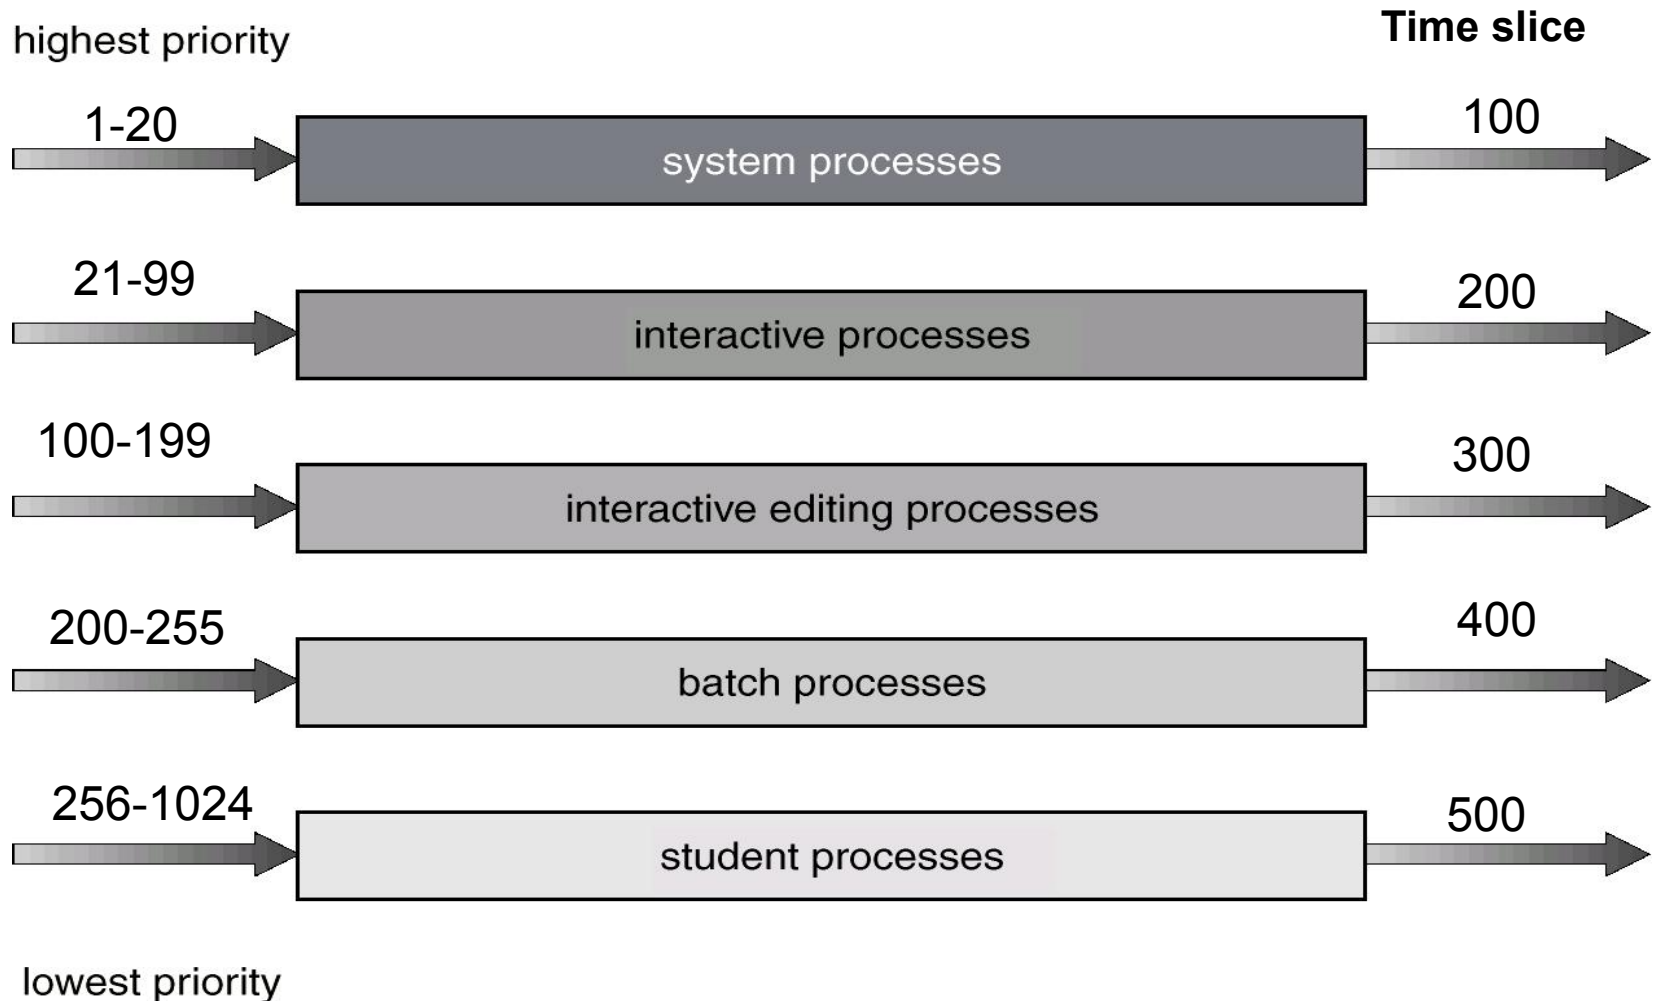 highest priority
Time slice
1-20
system processes
100
21-99
interactive processes
200
100-199
interactive editing processes
300
200-255
batch processes
400
256-1024
student processes
500
lowest priority